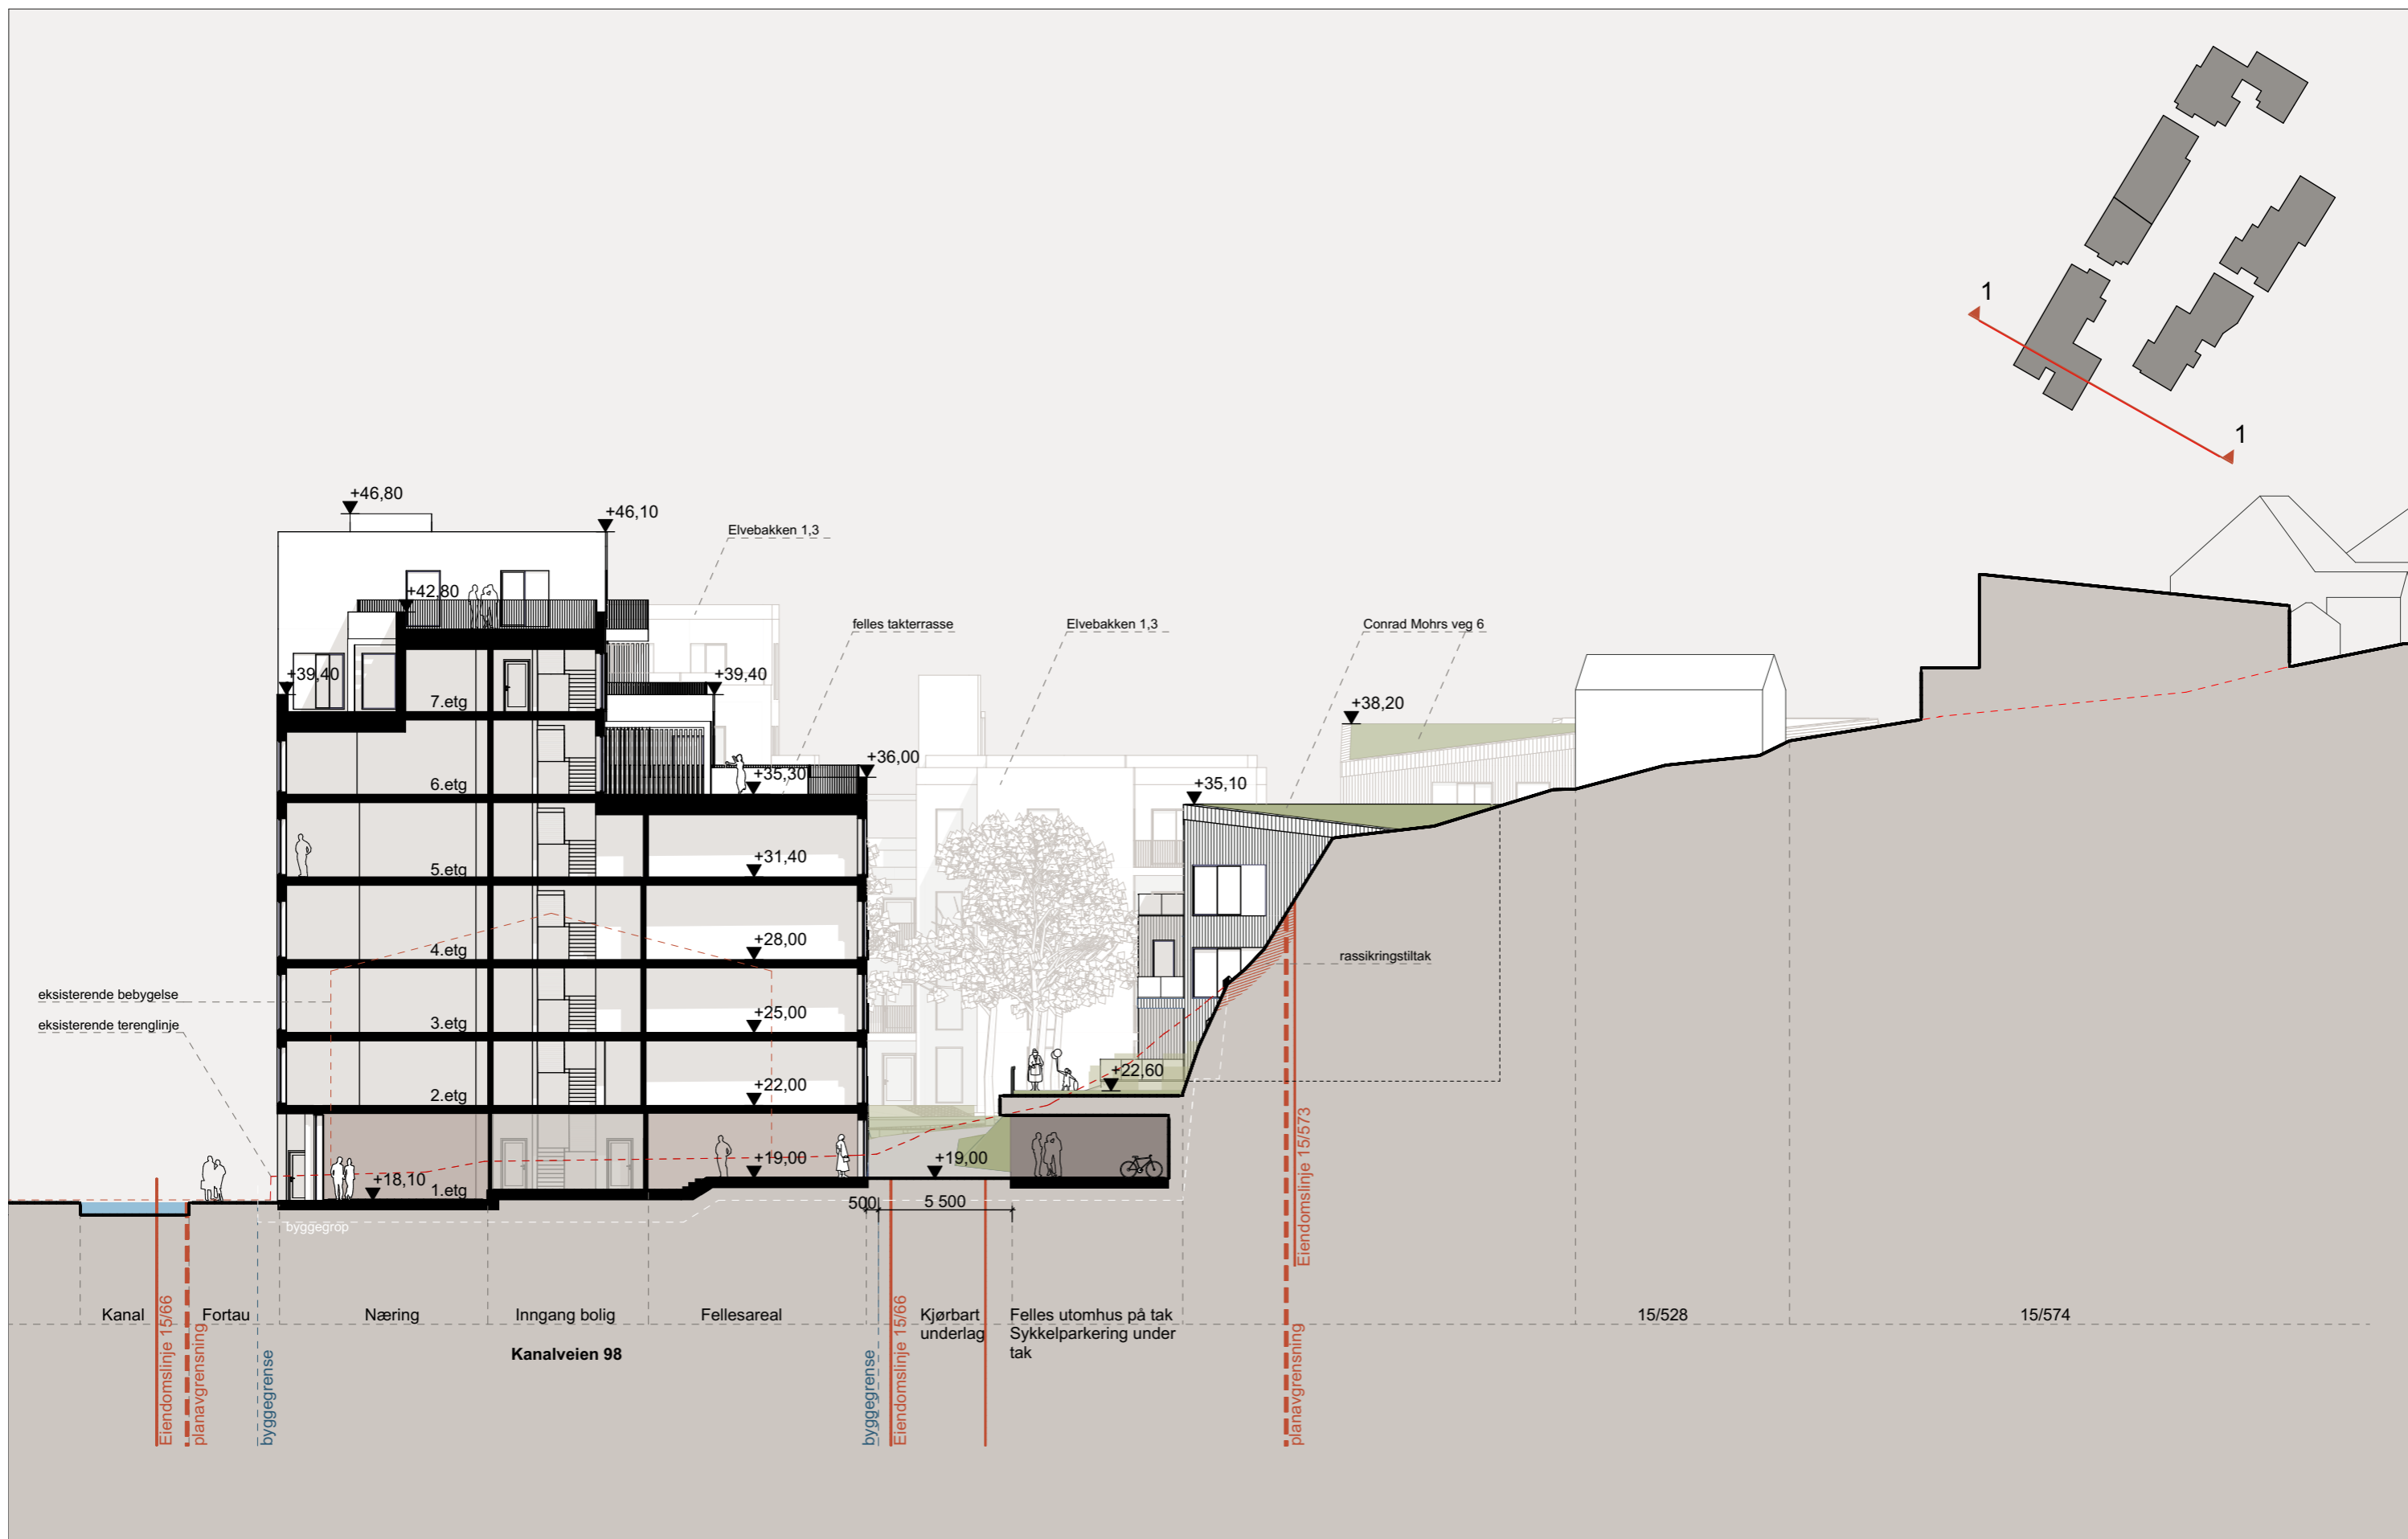 1
1
+46,80
+46,10
Elvebakken 1,3
+42,80
felles takterrasse
Elvebakken 1,3
Conrad Mohrs veg 6
+39,40
+39,40
7.etg
+38,20
+36,00
+35,30
6.etg
+35,10
+31,40
5.etg
+28,00
4.etg
rassikringstiltak
eksisterende bebygelse
eksisterende terenglinje
+25,00
3.etg
+22,60
+22,00
2.etg
+19,00
+19,00
+18,10
1.etg
500
5 500
byggegrop
Eiendomslinje 15/573
Kanal
Eiendomslinje 15/66
planavgrensning
Fortau
byggegrense
Næring
Inngang bolig
Fellesareal
Kanalveien 98
byggegrense
Eiendomslinje 15/66
Kjørbart
underlag
Felles utomhus på tak
Sykkelparkering under
tak
planavgrensning
15/528
15/574